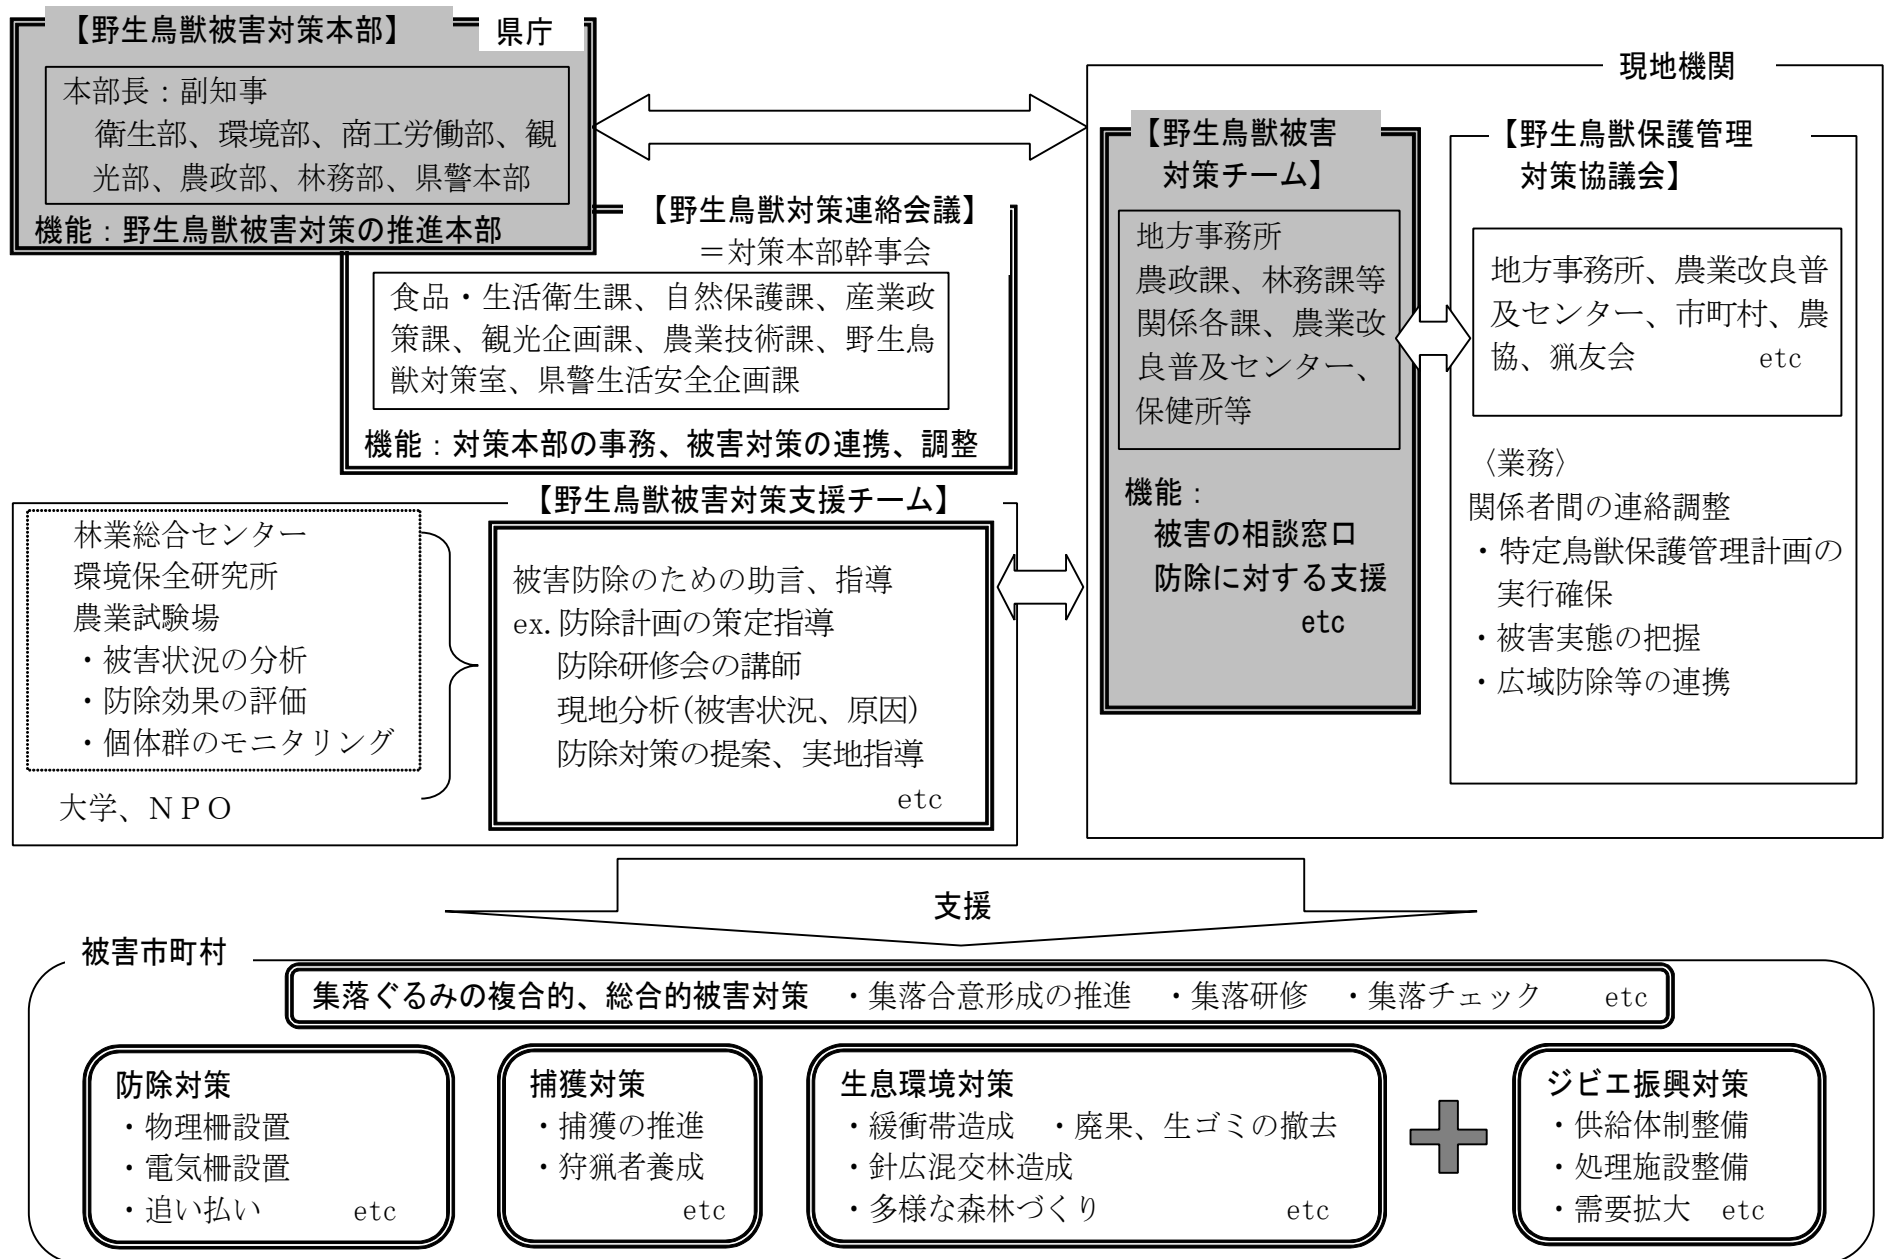 【野生鳥獣被害対策本部】
県庁
本部長：副知事
衛生部、環境部、商工労働部、観
光部、農政部、林務部、県警本部
機能：野生鳥獣被害対策の推進本部
【野生鳥獣対策連絡会議】
＝対策本部幹事会
食品・生活衛生課、自然保護課、産業政
策課、観光企画課、農業技術課、野生鳥
獣対策室、県警生活安全企画課
機能：対策本部の事務、被害対策の連携、調整
【野生鳥獣被害対策支援チーム】
林業総合センター
環境保全研究所
農業試験場
・被害状況の分析
・防除効果の評価
・個体群のモニタリング
大学、ＮＰＯ
被害防除のための助言、指導
ex.防除計画の策定指導
防除研修会の講師
現地分析(被害状況、原因)
防除対策の提案、実地指導
etc
現地機関
【野生鳥獣被害
対策チーム】
地方事務所
農政課、林務課等
関係各課、農業改
良普及センター、
保健所等
機能：
被害の相談窓口
防除に対する支援
etc
【野生鳥獣保護管理
対策協議会】
地方事務所、農業改良普
及センター、市町村、農
協、猟友会 etc
〈業務〉
関係者間の連絡調整
・特定鳥獣保護管理計画の
実行確保
・被害実態の把握
・広域防除等の連携
支援
被害市町村
集落ぐるみの複合的、総合的被害対策 ・集落合意形成の推進 ・集落研修 ・集落チェック etc
防除対策
・物理柵設置
・電気柵設置
・追い払い etc
捕獲対策
・捕獲の推進
・狩猟者養成
etc
生息環境対策
・緩衝帯造成 ・廃果、生ゴミの撤去
・針広混交林造成
・多様な森林づくり etc
ジビエ振興対策
・供給体制整備
・処理施設整備
・需要拡大 etc